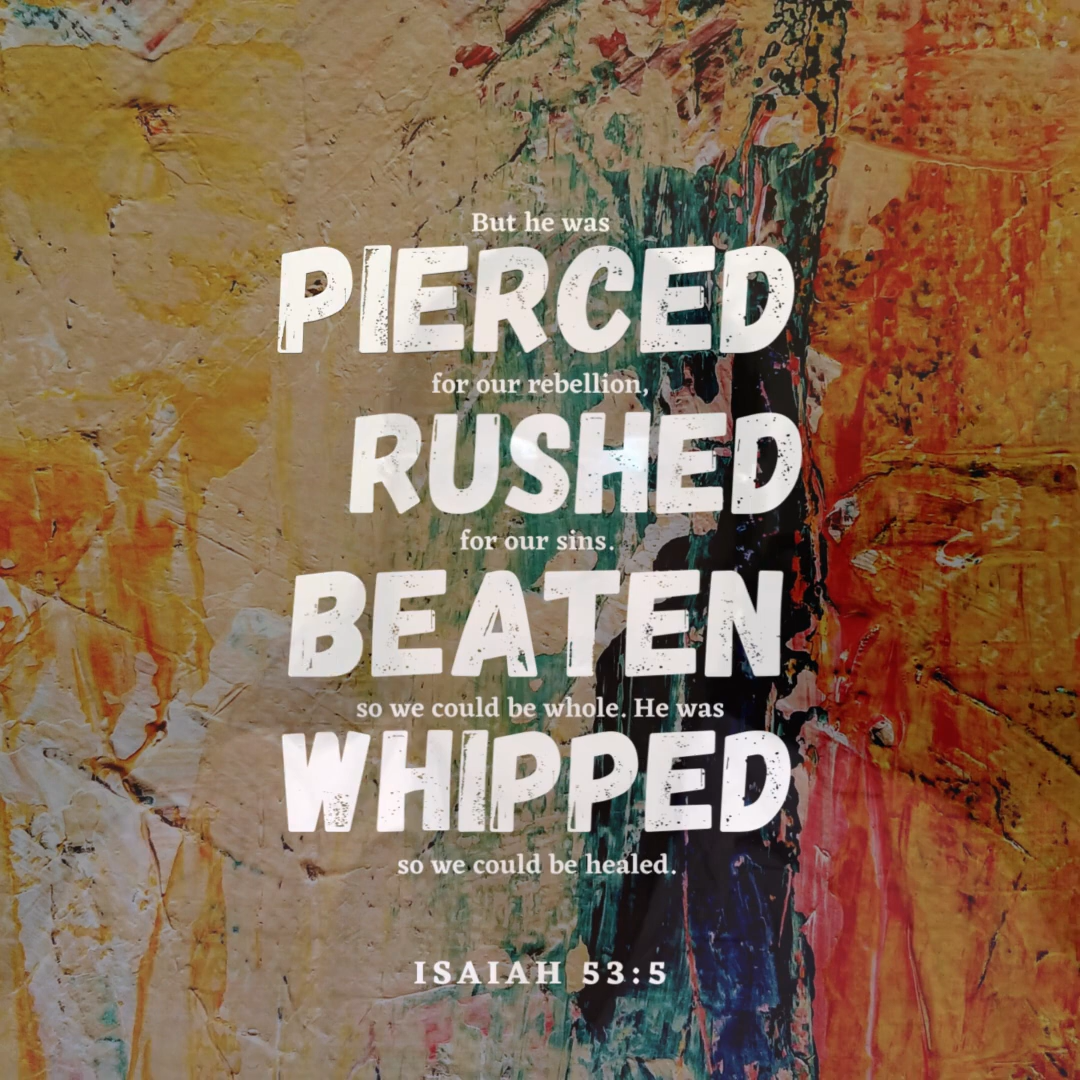 But he was
PIERCED
for our rebellion,
RUSHED
for our sins.
BEATEN
so we could be whole. He was
WHIPPED
so we could be healed.
ISAIAH 53:5